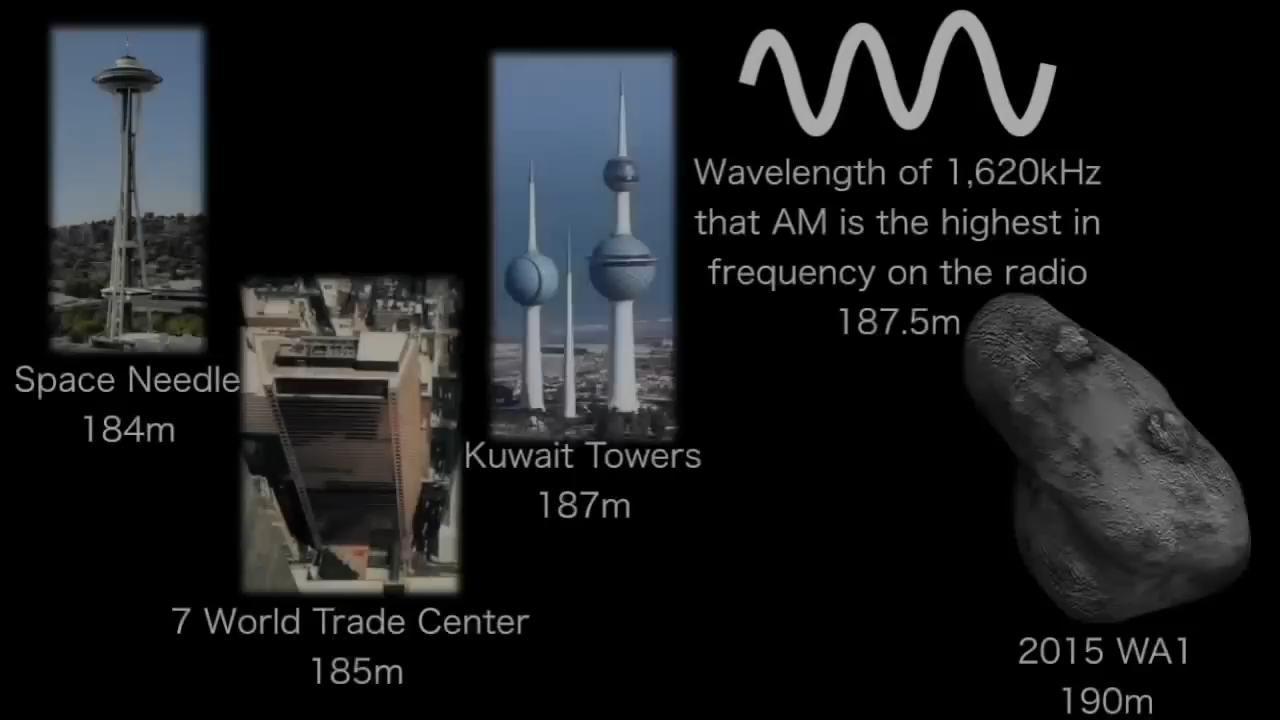 Space Needle
184m
7 World Trade Center
185m
Kuwait Towers
187m
Wavelength of 1,620kHz
that AM is the highest in
frequency on the radio
187.5m
2015 WA1
190m